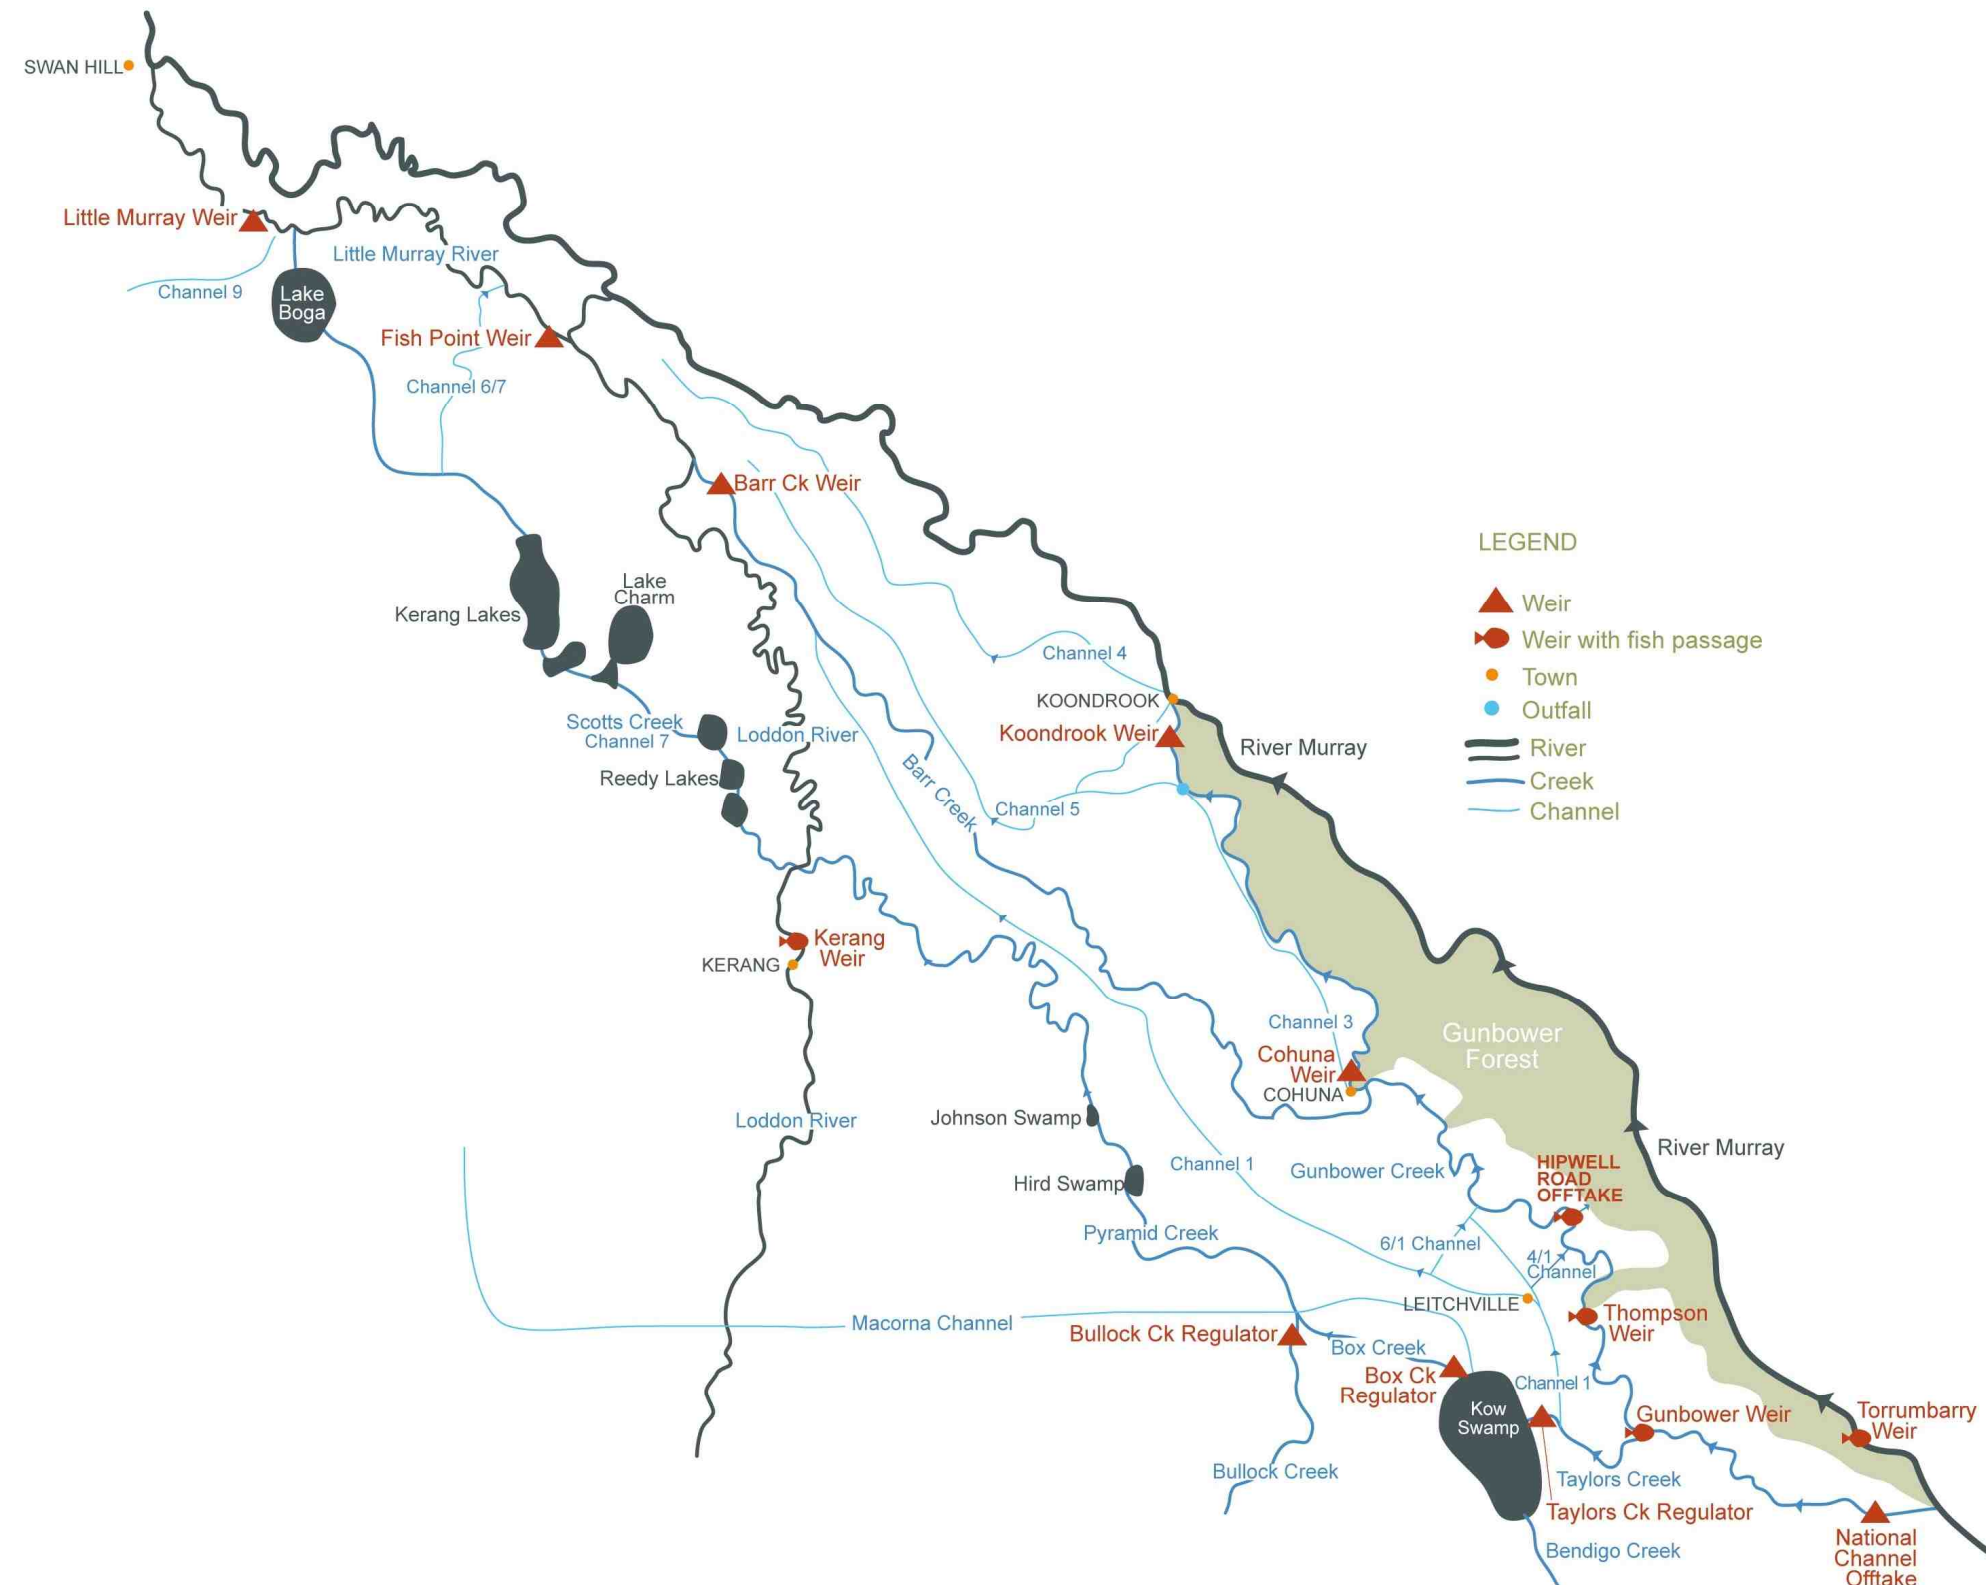 SWAN HILL
Little Murray Weir
Little Murray River
Channel 9
Lake
Boga
Fish Point Weir
Channel 6/7
Barr Ck Weir
Lake
Charm
Kerang Lakes
Scotts Creek
Channel 7
Loddon River
Reedy Lakes
Channel 4
KOONDROOK
Koondrook Weir
River Murray
Barr Creek
Channel 5
LEGEND
Weir
Weir with fish passage
Town
Outfall
River
Creek
Channel
Kerang
Weir
KERANG
Channel 3
Gunbower
Forest
Cohuna
Weir
COHUNA
Loddon River
Johnson Swamp
Hird Swamp
Channel 1
Gunbower Creek
HIPWELL
ROAD
OFFTAKE
River Murray
Pyramid Creek
6/1 Channel
4/1
Channel
LEITCHVILLE
Thompson
Weir
Macorna Channel
Bullock Ck Regulator
Box Creek
Box Ck
Regulator
Channel 1
Kow
Swamp
Gunbower Weir
Torrumbarry
Weir
Bullock Creek
Taylors Creek
Taylors Ck Regulator
Bendigo Creek
National
Channel
Offtake